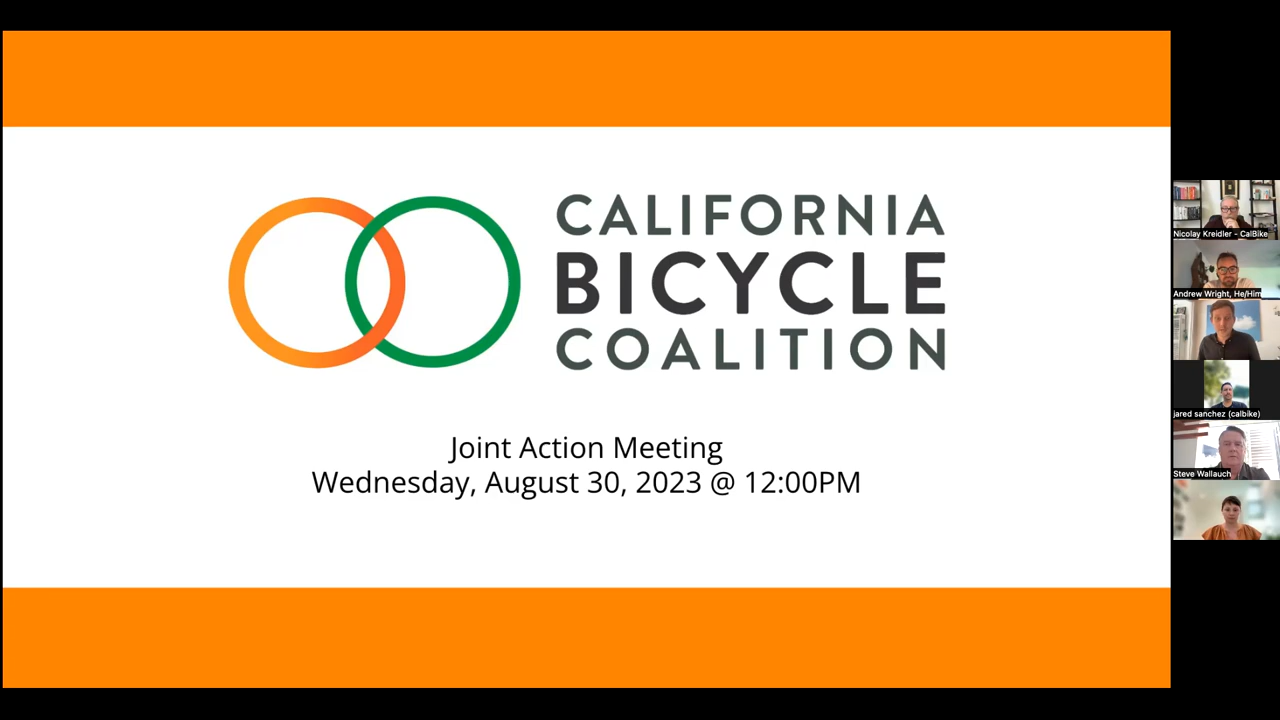 CALIFORNIA
BICYCLE
COALITION
Joint Action Meeting
Wednesday, August 30, 2023 @ 12:00PM
Nicolay Kreidler - CalBike
Andrew Wright, He/Him
jared sanchez (calbike)
Steve Wallauch